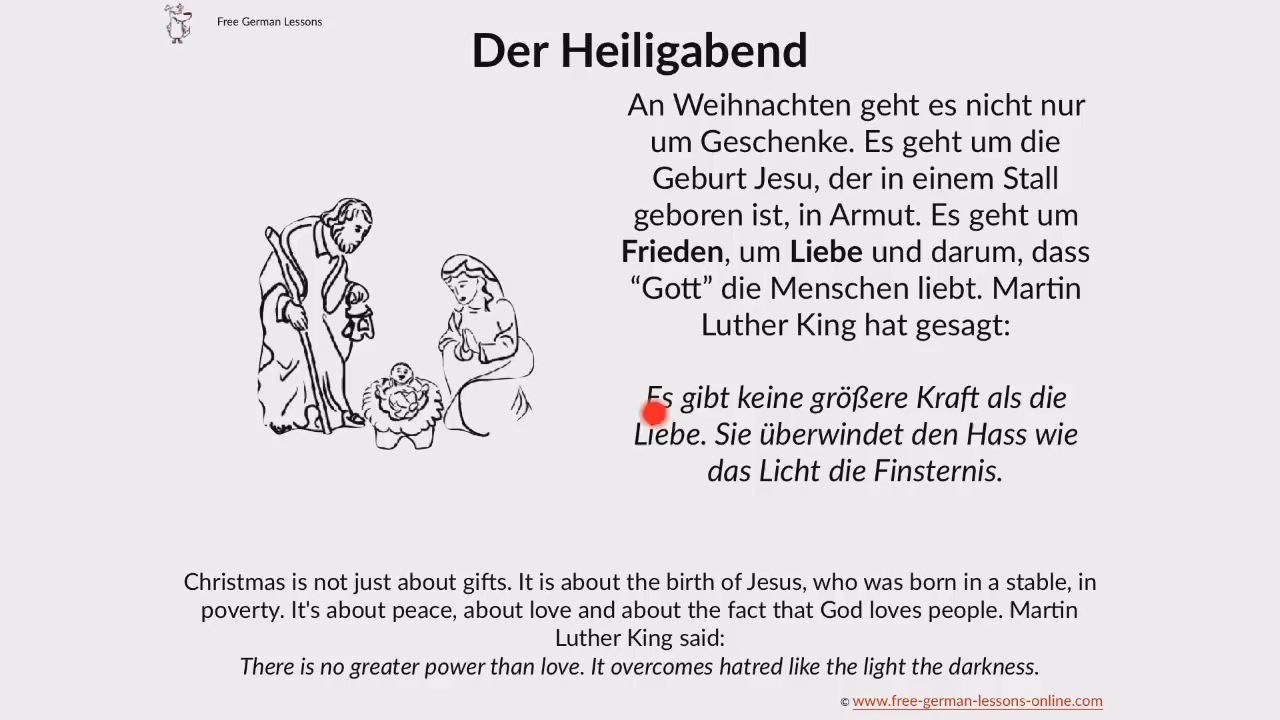 Free German Lessons
Der Heiligabend
An Weihnachten geht es nicht nur
um Geschenke. Es geht um die
Geburt Jesu, der in einem Stall
geboren ist, in Armut. Es geht um
Frieden, um Liebe und darum, dass
“Gott” die Menschen liebt. Martin
Luther King hat gesagt:
Es gibt keine größere Kraft als die
Liebe. Sie überwindet den Hass wie
das Licht die Finsternis.
Christmas is not just about gifts. It is about the birth of Jesus, who was born in a stable, in
poverty. It's about peace, about love and about the fact that God loves people. Martin
Luther King said:
There is no greater power than love. It overcomes hatred like the light the darkness.
© www.free-german-lessons-online.com